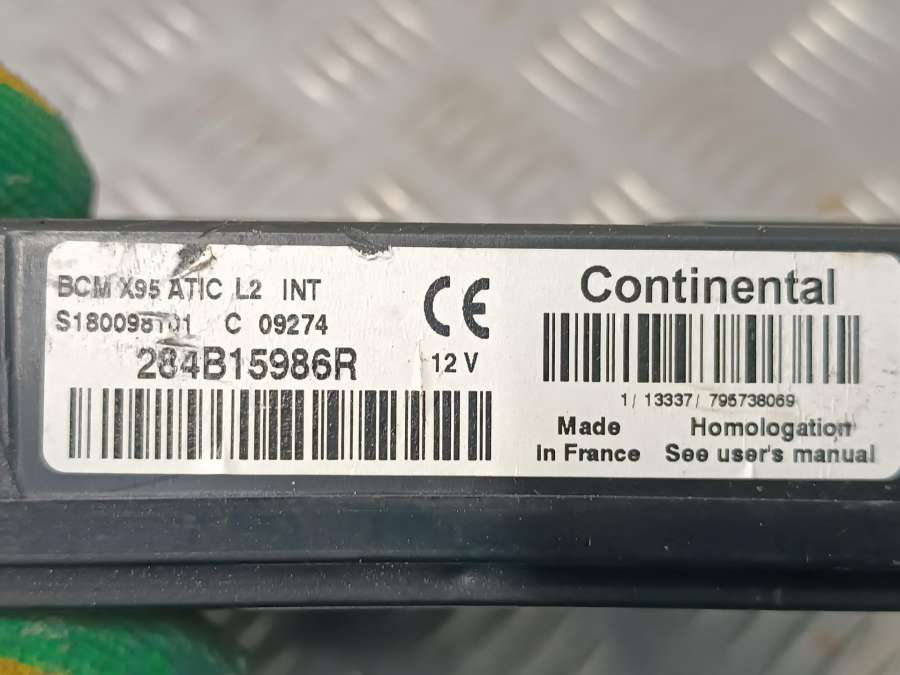 BCM X95 ATIC L2 INT
S180098101 C 09274
284B15986R
CE
12 V
Continental
1/ 13337/ 795738069
Made
in France
Homologation
See user's manual